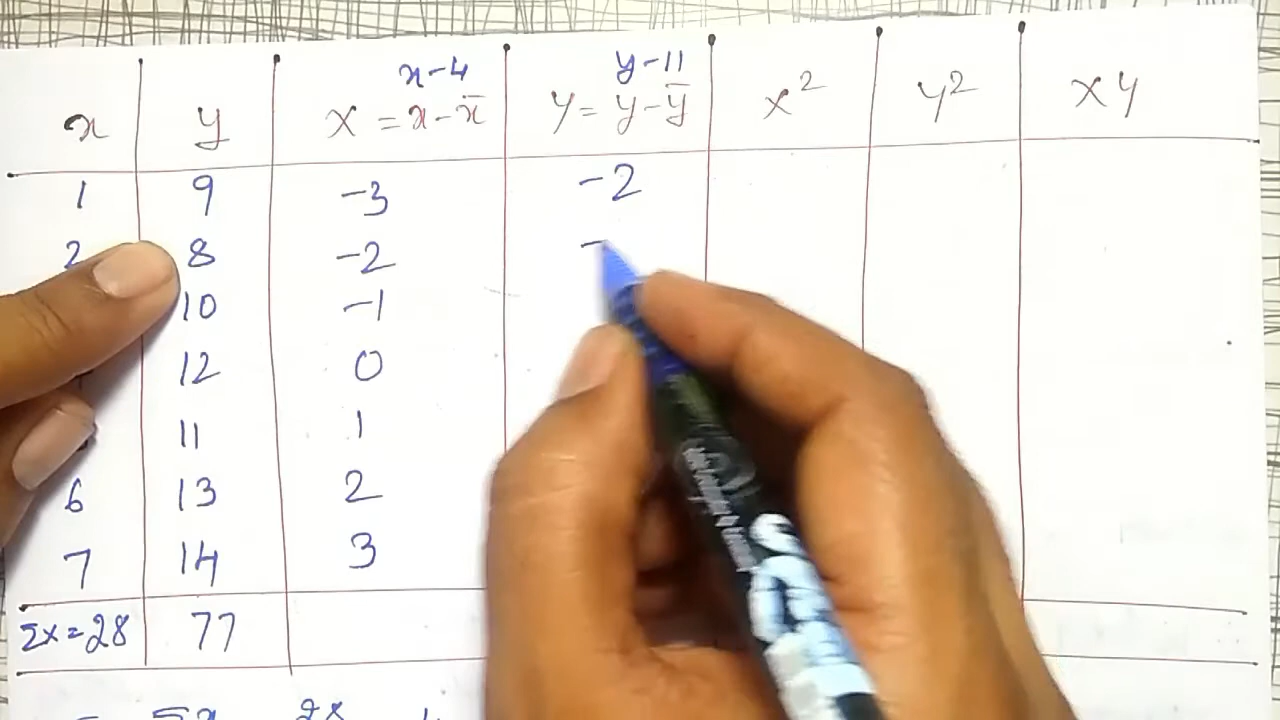 x-4 y-11
x y X = x-x̄ Y = y-ȳ X² Y² XY
1 9 -3 -2
2 8 -2 -
10 -1
12 0
11 1
6 13 2
7 14 3
Σx=28 77